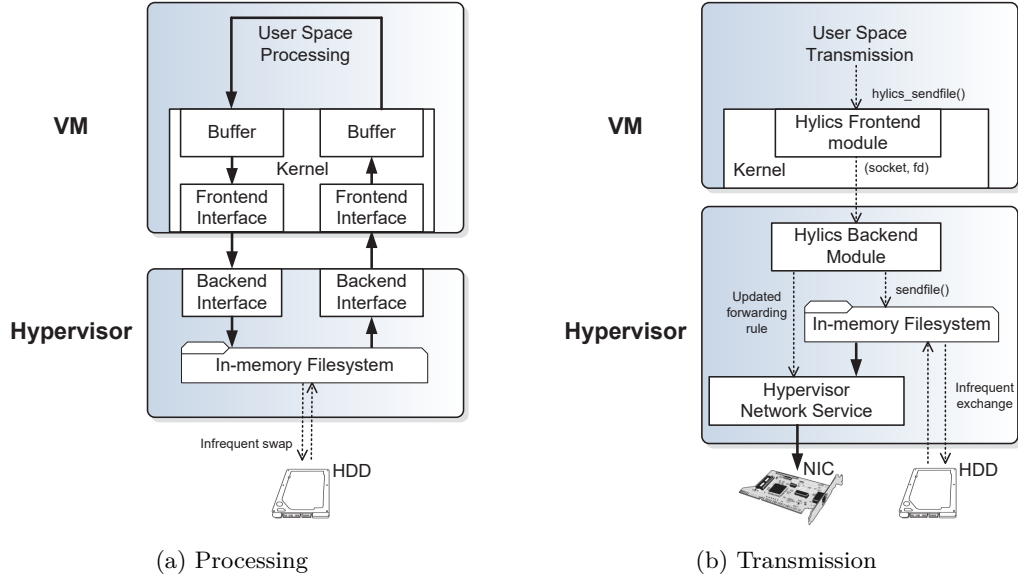 User Space
Processing
VM
Buffer
Buffer
Kernel
Frontend
Interface
Frontend
Interface
Backend
Interface
Backend
Interface
Hypervisor
In-memory Filesystem
Infrequent swap
HDD
(a) Processing
User Space
Transmission
hylics_sendfile()
VM
Hylics Frontend
module
Kernel
(socket, fd)
Hylics Backend
Module
Updated
forwarding
rule
sendfile()
Hypervisor
In-memory Filesystem
Hypervisor
Network Service
Infrequent
exchange
NIC
HDD
(b) Transmission